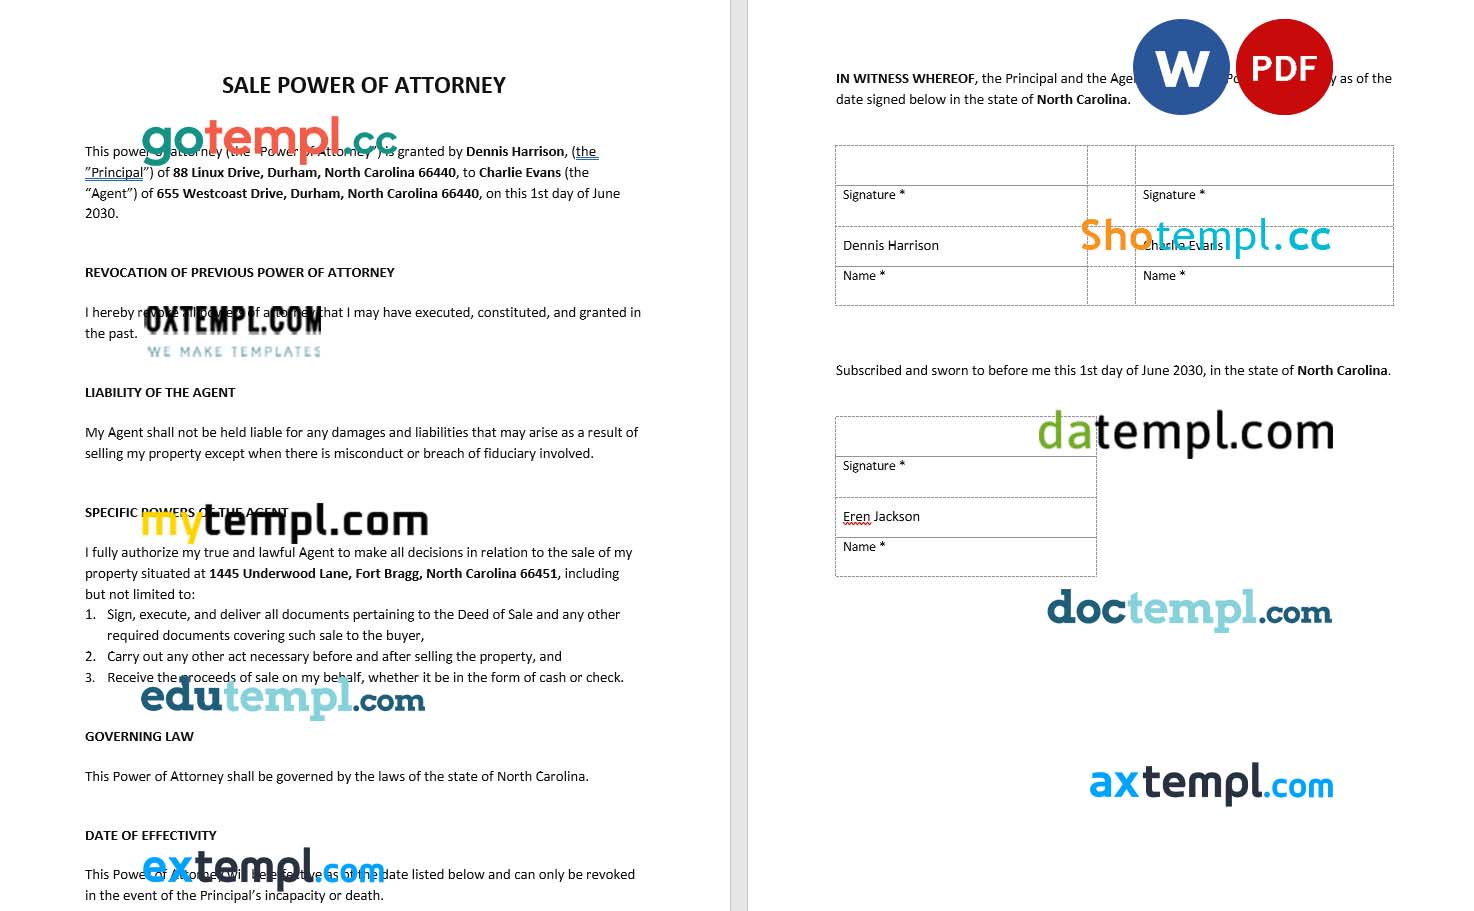 SALE POWER OF ATTORNEY
gotempl.cc
This power of attorney (the "Power of Attorney") is granted by Dennis Harrison, (the
"Principal") of 88 Linux Drive, Durham, North Carolina 66440, to Charlie Evans (the
"Agent") of 655 Westcoast Drive, Durham, North Carolina 66440, on this 1st day of June
2030.
REVOCATION OF PREVIOUS POWER OF ATTORNEY
I hereby revoke all powers of attorney that I may have executed, constituted, and granted in
the past.
OXTEMPL.COM
WE MAKE TEMPLATES
LIABILITY OF THE AGENT
My Agent shall not be held liable for any damages and liabilities that may arise as a result of
selling my property except when there is misconduct or breach of fiduciary involved.
SPECIFIC POWERS OF THE AGENT
mytempl.com
I fully authorize my true and lawful Agent to make all decisions in relation to the sale of my
property situated at 1445 Underwood Lane, Fort Bragg, North Carolina 66451, including
but not limited to:
1. Sign, execute, and deliver all documents pertaining to the Deed of Sale and any other
required documents covering such sale to the buyer,
2. Carry out any other act necessary before and after selling the property, and
3. Receive the proceeds of sale on my behalf, whether it be in the form of cash or check.
edutempl.com
GOVERNING LAW
This Power of Attorney shall be governed by the laws of the state of North Carolina.
DATE OF EFFECTIVITY
extempl.com
This Power of Attorney will be effective as of the date listed below and can only be revoked
in the event of the Principal's incapacity or death.
W PDF
IN WITNESS WHEREOF, the Principal and the as of the
date signed below in the state of North Carolina.
Signature * Signature *
Shotempl.cc
Dennis Harrison Charlie Evans
Name * Name *
Subscribed and sworn to before me this 1st day of June 2030, in the state of North Carolina.
datempl.com
Signature *
Eren Jackson
Name *
doctempl.com
axtempl.com